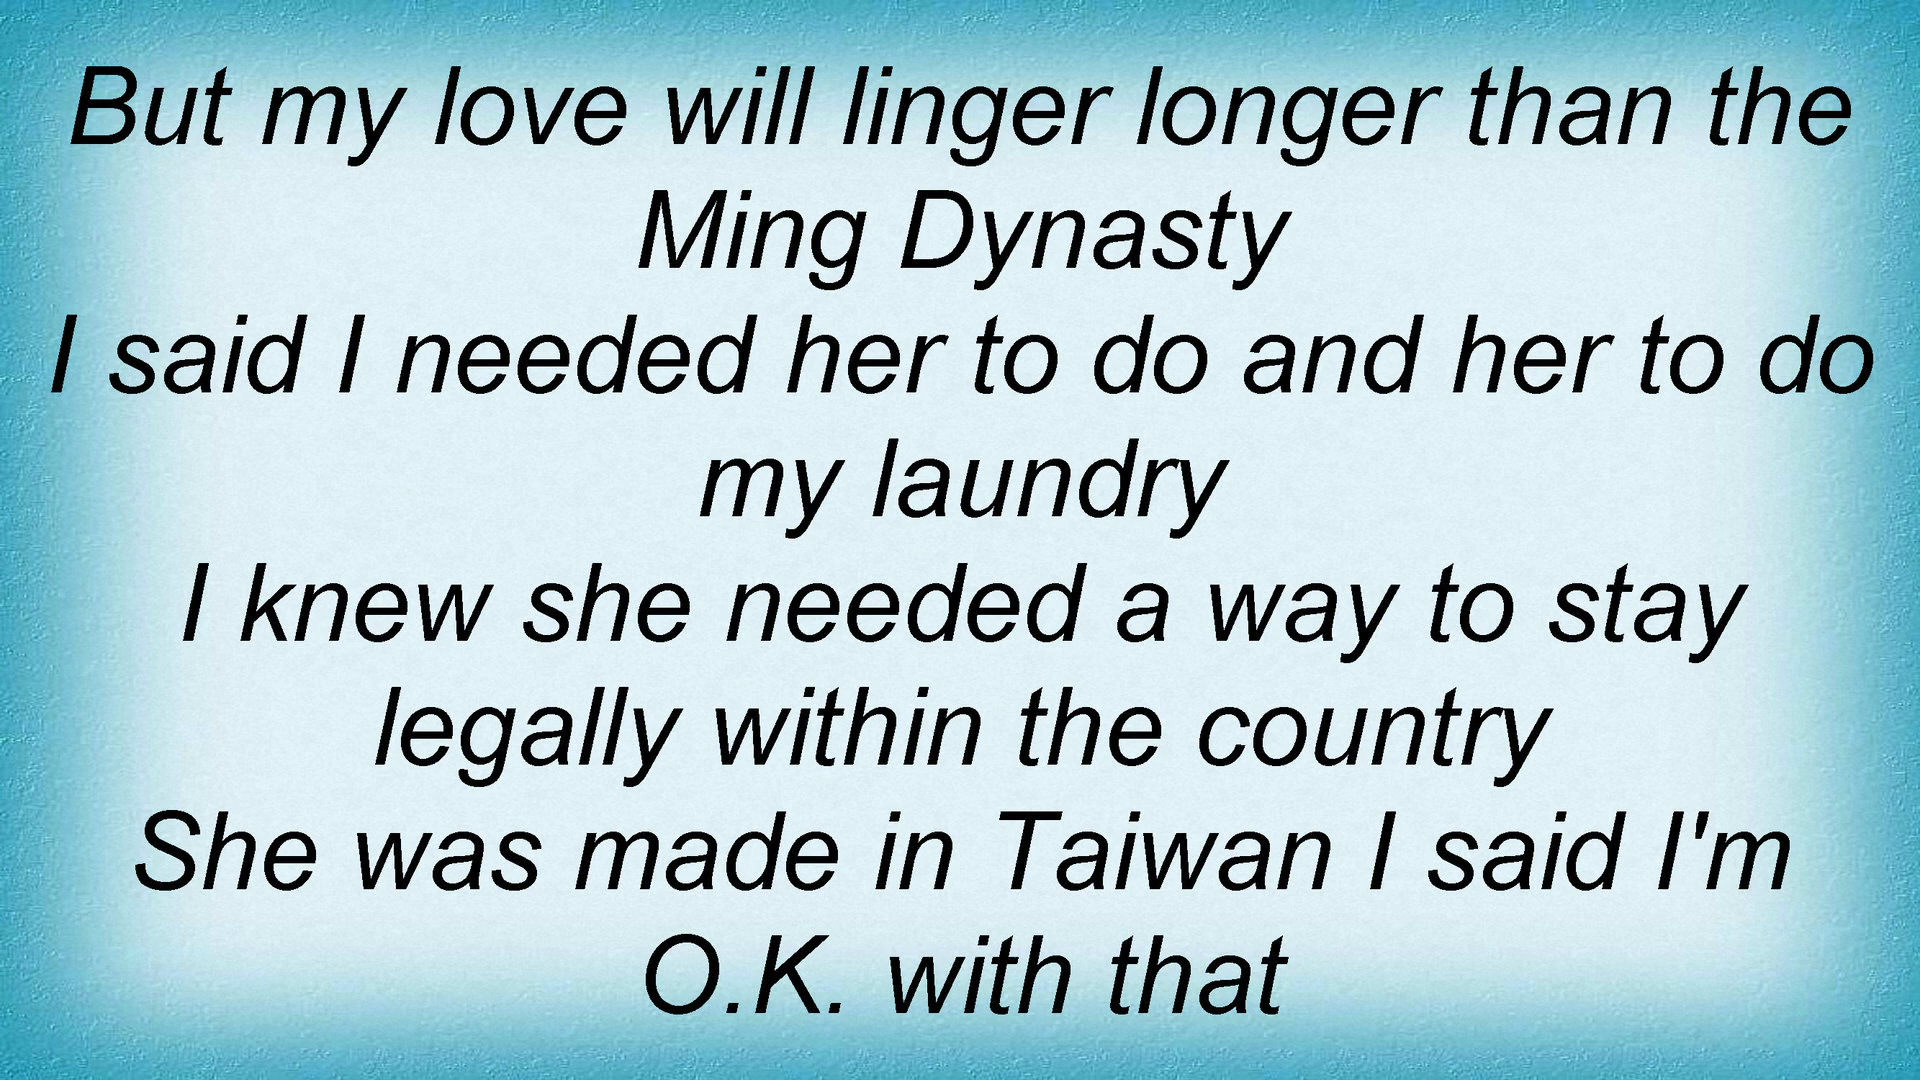 But my love will linger longer than the
Ming Dynasty
I said I needed her to do and her to do
my laundry
I knew she needed a way to stay
legally within the country
She was made in Taiwan I said I'm
O.K. with that